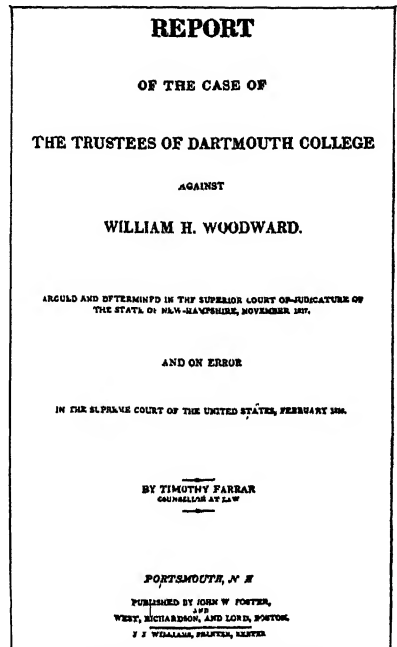 REPORT
OF THE CASE OF
THE TRUSTEES OF DARTMOUTH COLLEGE
AGAINST
WILLIAM H. WOODWARD.
ARGUED AND DETERMINED IN THE SUPERIOR COURT OF JUDICATURE OF
THE STATE OF NEW-HAMPSHIRE, NOVEMBER 1817.
AND ON ERROR
IN THE SUPREME COURT OF THE UNITED STATES, FEBRUARY
BY TIMOTHY FARRAR
COUNSELLOR AT LAW
PORTSMOUTH, N H
PUBLISHED BY JOHN W FOSTER,
AND
WEST, RICHARDSON, AND LORD, BOSTON.
J J WILLIAMS, PRINTER, EXETER